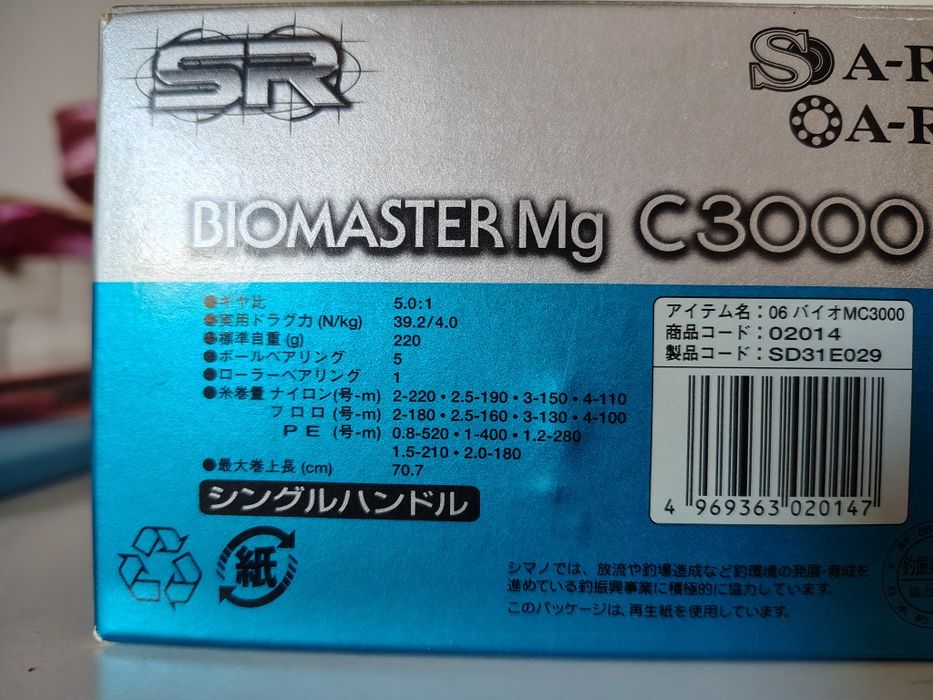 SR
S A-R
A-R
BIOMASTER Mg C3000
●ギヤ比 5.0:1
●実用ドラグ力 (N/kg) 39.2/4.0
●標準自重 (g) 220
●ボールベアリング 5
●ローラーベアリング 1
●糸巻量 ナイロン(号-m) 2-220・2.5-190・3-150・4-110
フロロ (号-m) 2-180・2.5-160・3-130・4-100
PE (号-m) 0.8-520・1-400・1.2-280
1.5-210・2.0-180
●最大巻上長 (cm) 70.7
シングルハンドル
アイテム名:06 バイオMC3000
商品コード:02014
製品コード:SD31E029
4 969363 020147
紙
シマノでは、放流や釣場造成など釣環境の発展・育成を
進めている釣振興事業に積極的に協力しています。
このパッケージは、再生紙を使用しています。
釣振
協力